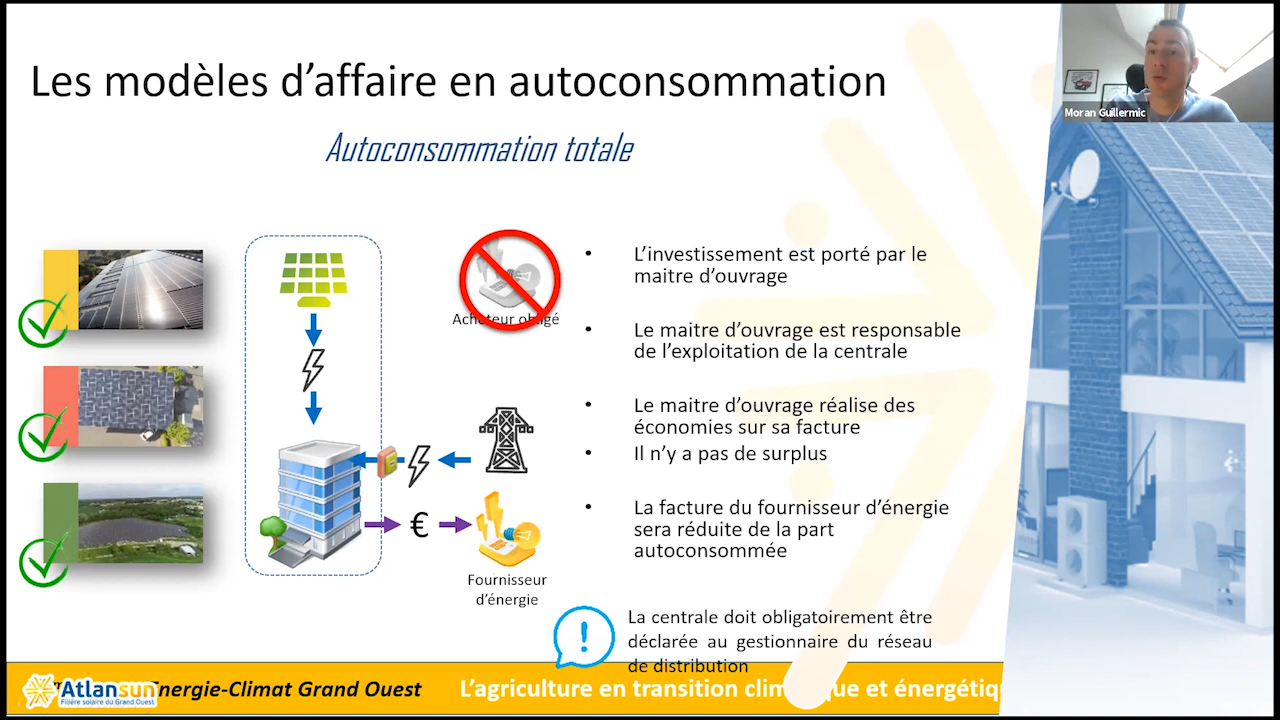 Les modèles d'affaire en autoconsommation
Moran Guillermic
Autoconsommation totale
Acheteur obligé
• L'investissement est porté par le
maitre d'ouvrage
• Le maitre d'ouvrage est responsable
de l'exploitation de la centrale
• Le maitre d'ouvrage réalise des
économies sur sa facture
• Il n'y a pas de surplus
• La facture du fournisseur d'énergie
sera réduite de la part
autoconsommée
€
Fournisseur
d'énergie
!
La centrale doit obligatoirement être
déclarée au gestionnaire du réseau
de distribution
Atlansun
Filière solaire du Grand Ouest
Energie-Climat Grand Ouest
L'agriculture en transition climatique et énergétiq